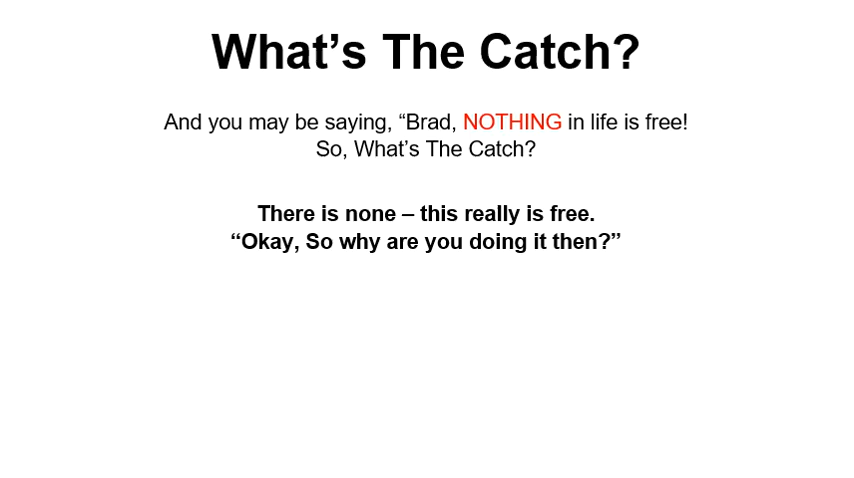 What’s The Catch?
And you may be saying, “Brad, NOTHING in life is free!
So, What’s The Catch?
There is none – this really is free.
“Okay, So why are you doing it then?”